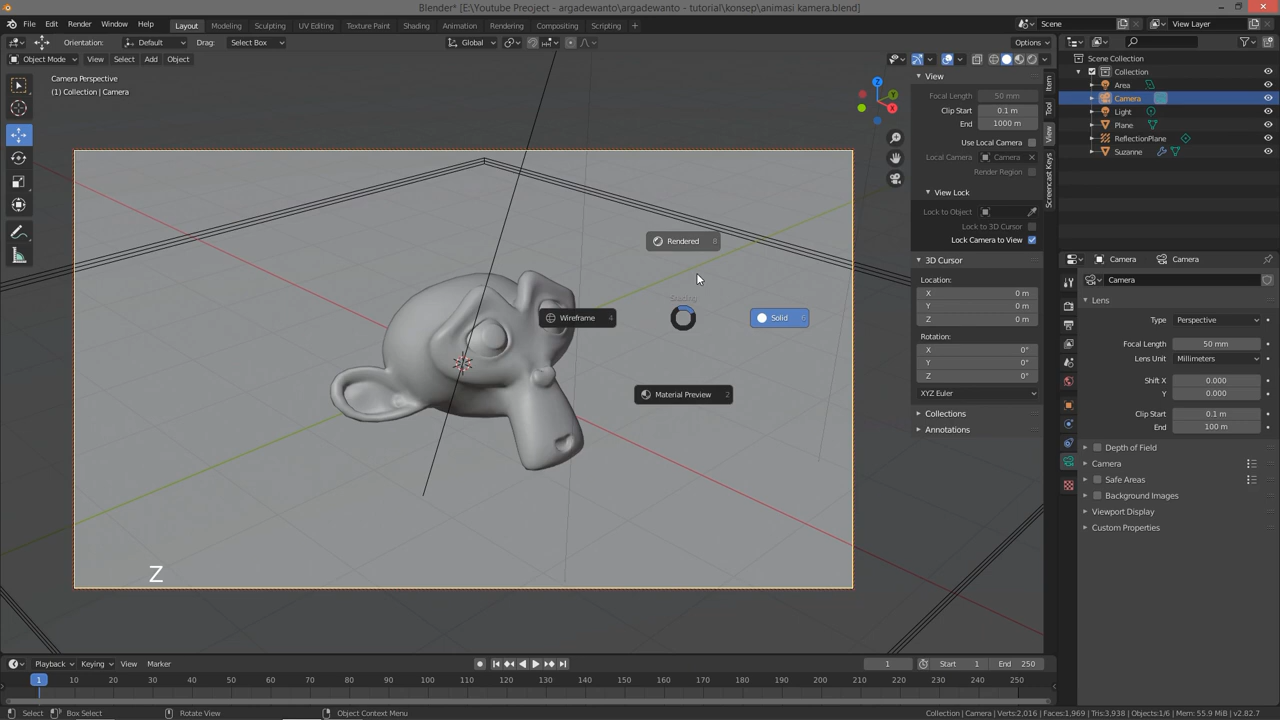 Blender* [E:\Youtube Preoject\argadewanto\argadewanto - tutorial\konsep\animasi kamera.blend]
File Edit Render Window Help Layout Modeling Sculpting UV Editing Texture Paint Shading Animation Rendering Compositing Scripting + Scene View Layer
Orientation: Default Drag: Select Box Global Options
Object Mode View Select Add Object
Camera Perspective
(1) Collection | Camera
X
Y
Z
View
Focal Length 50 mm
Clip Start 0.1 m
End 1000 m
Use Local Camera
Local Camera Camera
Render Region
View Lock
Lock to Object
Lock to 3D Cursor
Lock Camera to View
3D Cursor
Location:
X 0 m
Y 0 m
Z 0 m
Rotation:
X 0°
Y 0°
Z 0°
XYZ Euler
Collections
Annotations
Item
Tool
View
Screencast Keys
Rendered 8
Shading
Wireframe 4
Solid 6
Material Preview 2
Z
Scene Collection
Collection
Area
Camera
Light
Plane
ReflectionPlane
Suzanne
Camera Camera
Camera
Lens
Type Perspective
Focal Length 50 mm
Lens Unit Millimeters
Shift X 0.000
Y 0.000
Clip Start 0.1 m
End 100 m
Depth of Field
Camera
Safe Areas
Background Images
Viewport Display
Custom Properties
Playback Keying View Marker 1 Start 1 End 250
1 10 20 30 40 50 60 70 80 90 100 110 120 130 140 150 160 170 180 190 200 210 220 230 240 250
Select Box Select Rotate View Object Context Menu Collection | Camera | Verts:2,016 | Faces:1,969 | Tris:3,938 | Objects:1/6 | Mem: 55.9 MiB | v2.82.7